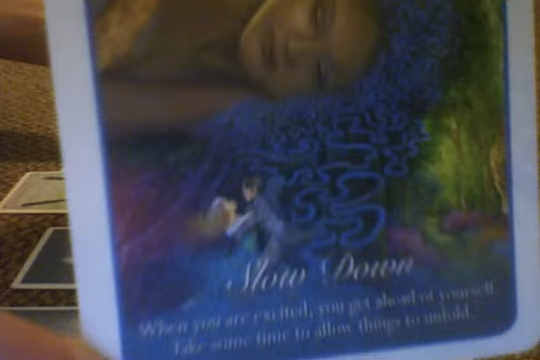 Slow Down
When you are excited, you get ahead of yourself.
Take some time to allow things to unfold.